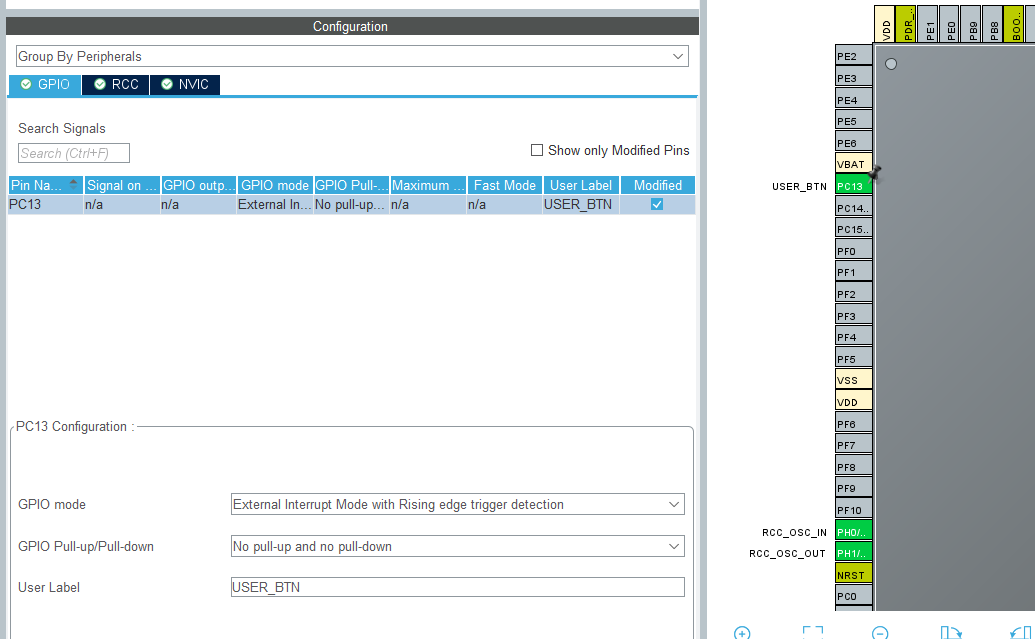 Configuration
Group By Peripherals
GPIO RCC NVIC
Search Signals
Search (Ctrl+F)
Show only Modified Pins
Pin Na... Signal on ... GPIO outp... GPIO mode GPIO Pull-... Maximum ... Fast Mode User Label Modified
PC13 n/a n/a External In... No pull-up... n/a n/a USER_BTN
PC13 Configuration :
GPIO mode External Interrupt Mode with Rising edge trigger detection
GPIO Pull-up/Pull-down No pull-up and no pull-down
User Label USER_BTN
VDD PDR_.. PE1 PE0 PB9 PB8 BOO..
PE2
PE3
PE4
PE5
PE6
VBAT
USER_BTN PC13
PC14..
PC15..
PF0
PF1
PF2
PF3
PF4
PF5
VSS
VDD
PF6
PF7
PF8
PF9
PF10
RCC_OSC_IN PH0/..
RCC_OSC_OUT PH1/..
NRST
PC0